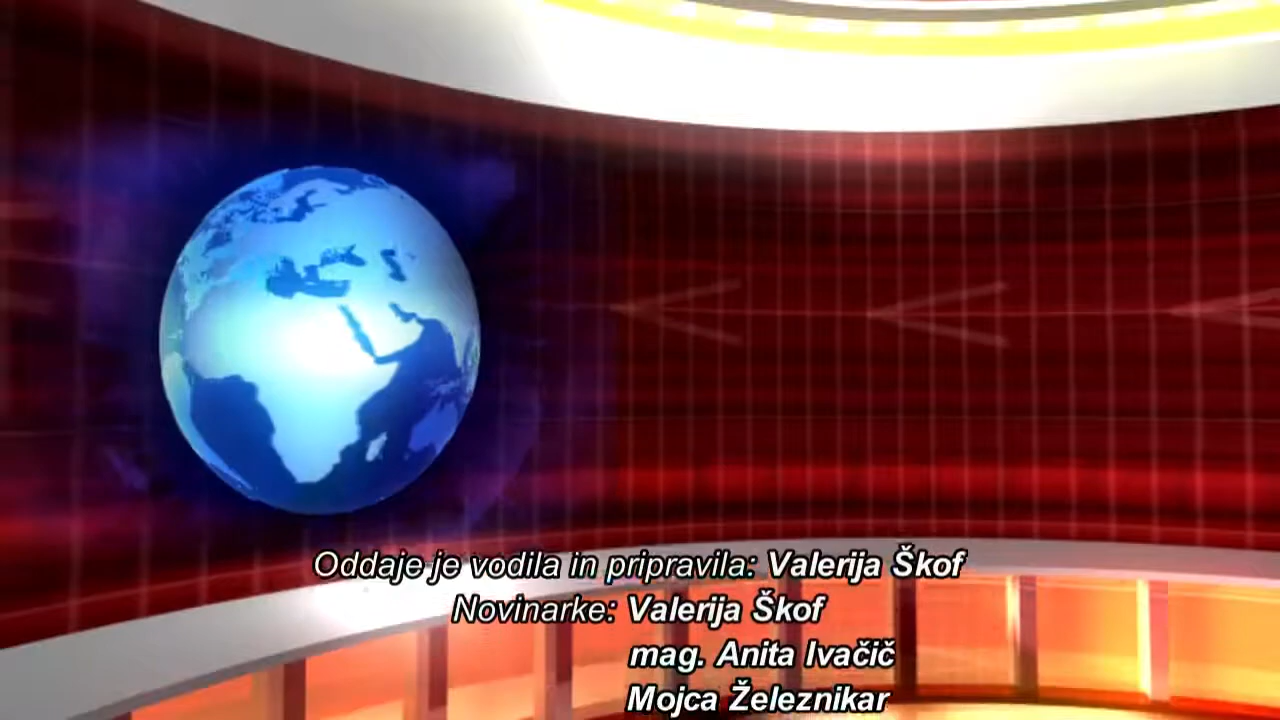 Oddaje je vodila in pripravila: Valerija Škof
Novinarke: Valerija Škof
mag. Anita Ivačič
Mojca Železnikar